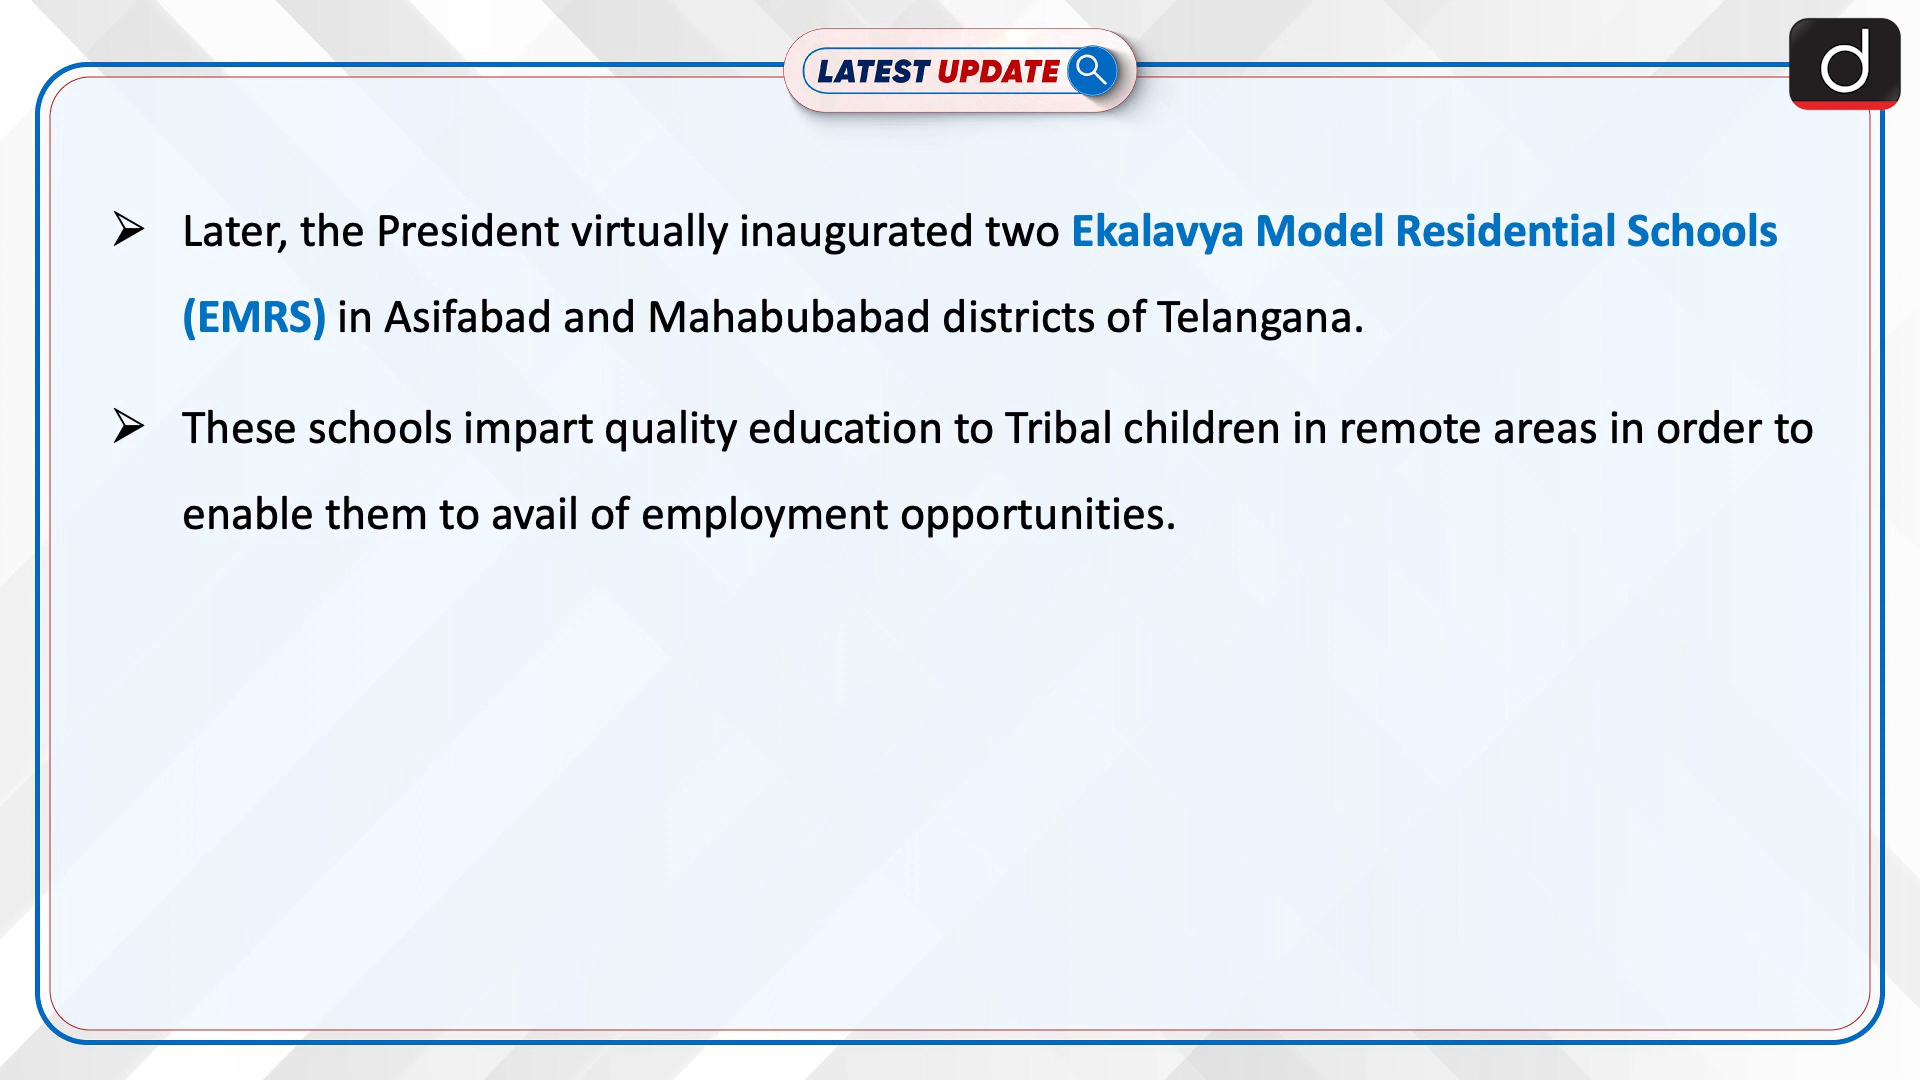 LATEST UPDATE
d
➢ Later, the President virtually inaugurated two Ekalavya Model Residential Schools
(EMRS) in Asifabad and Mahabubabad districts of Telangana.
➢ These schools impart quality education to Tribal children in remote areas in order to
enable them to avail of employment opportunities.